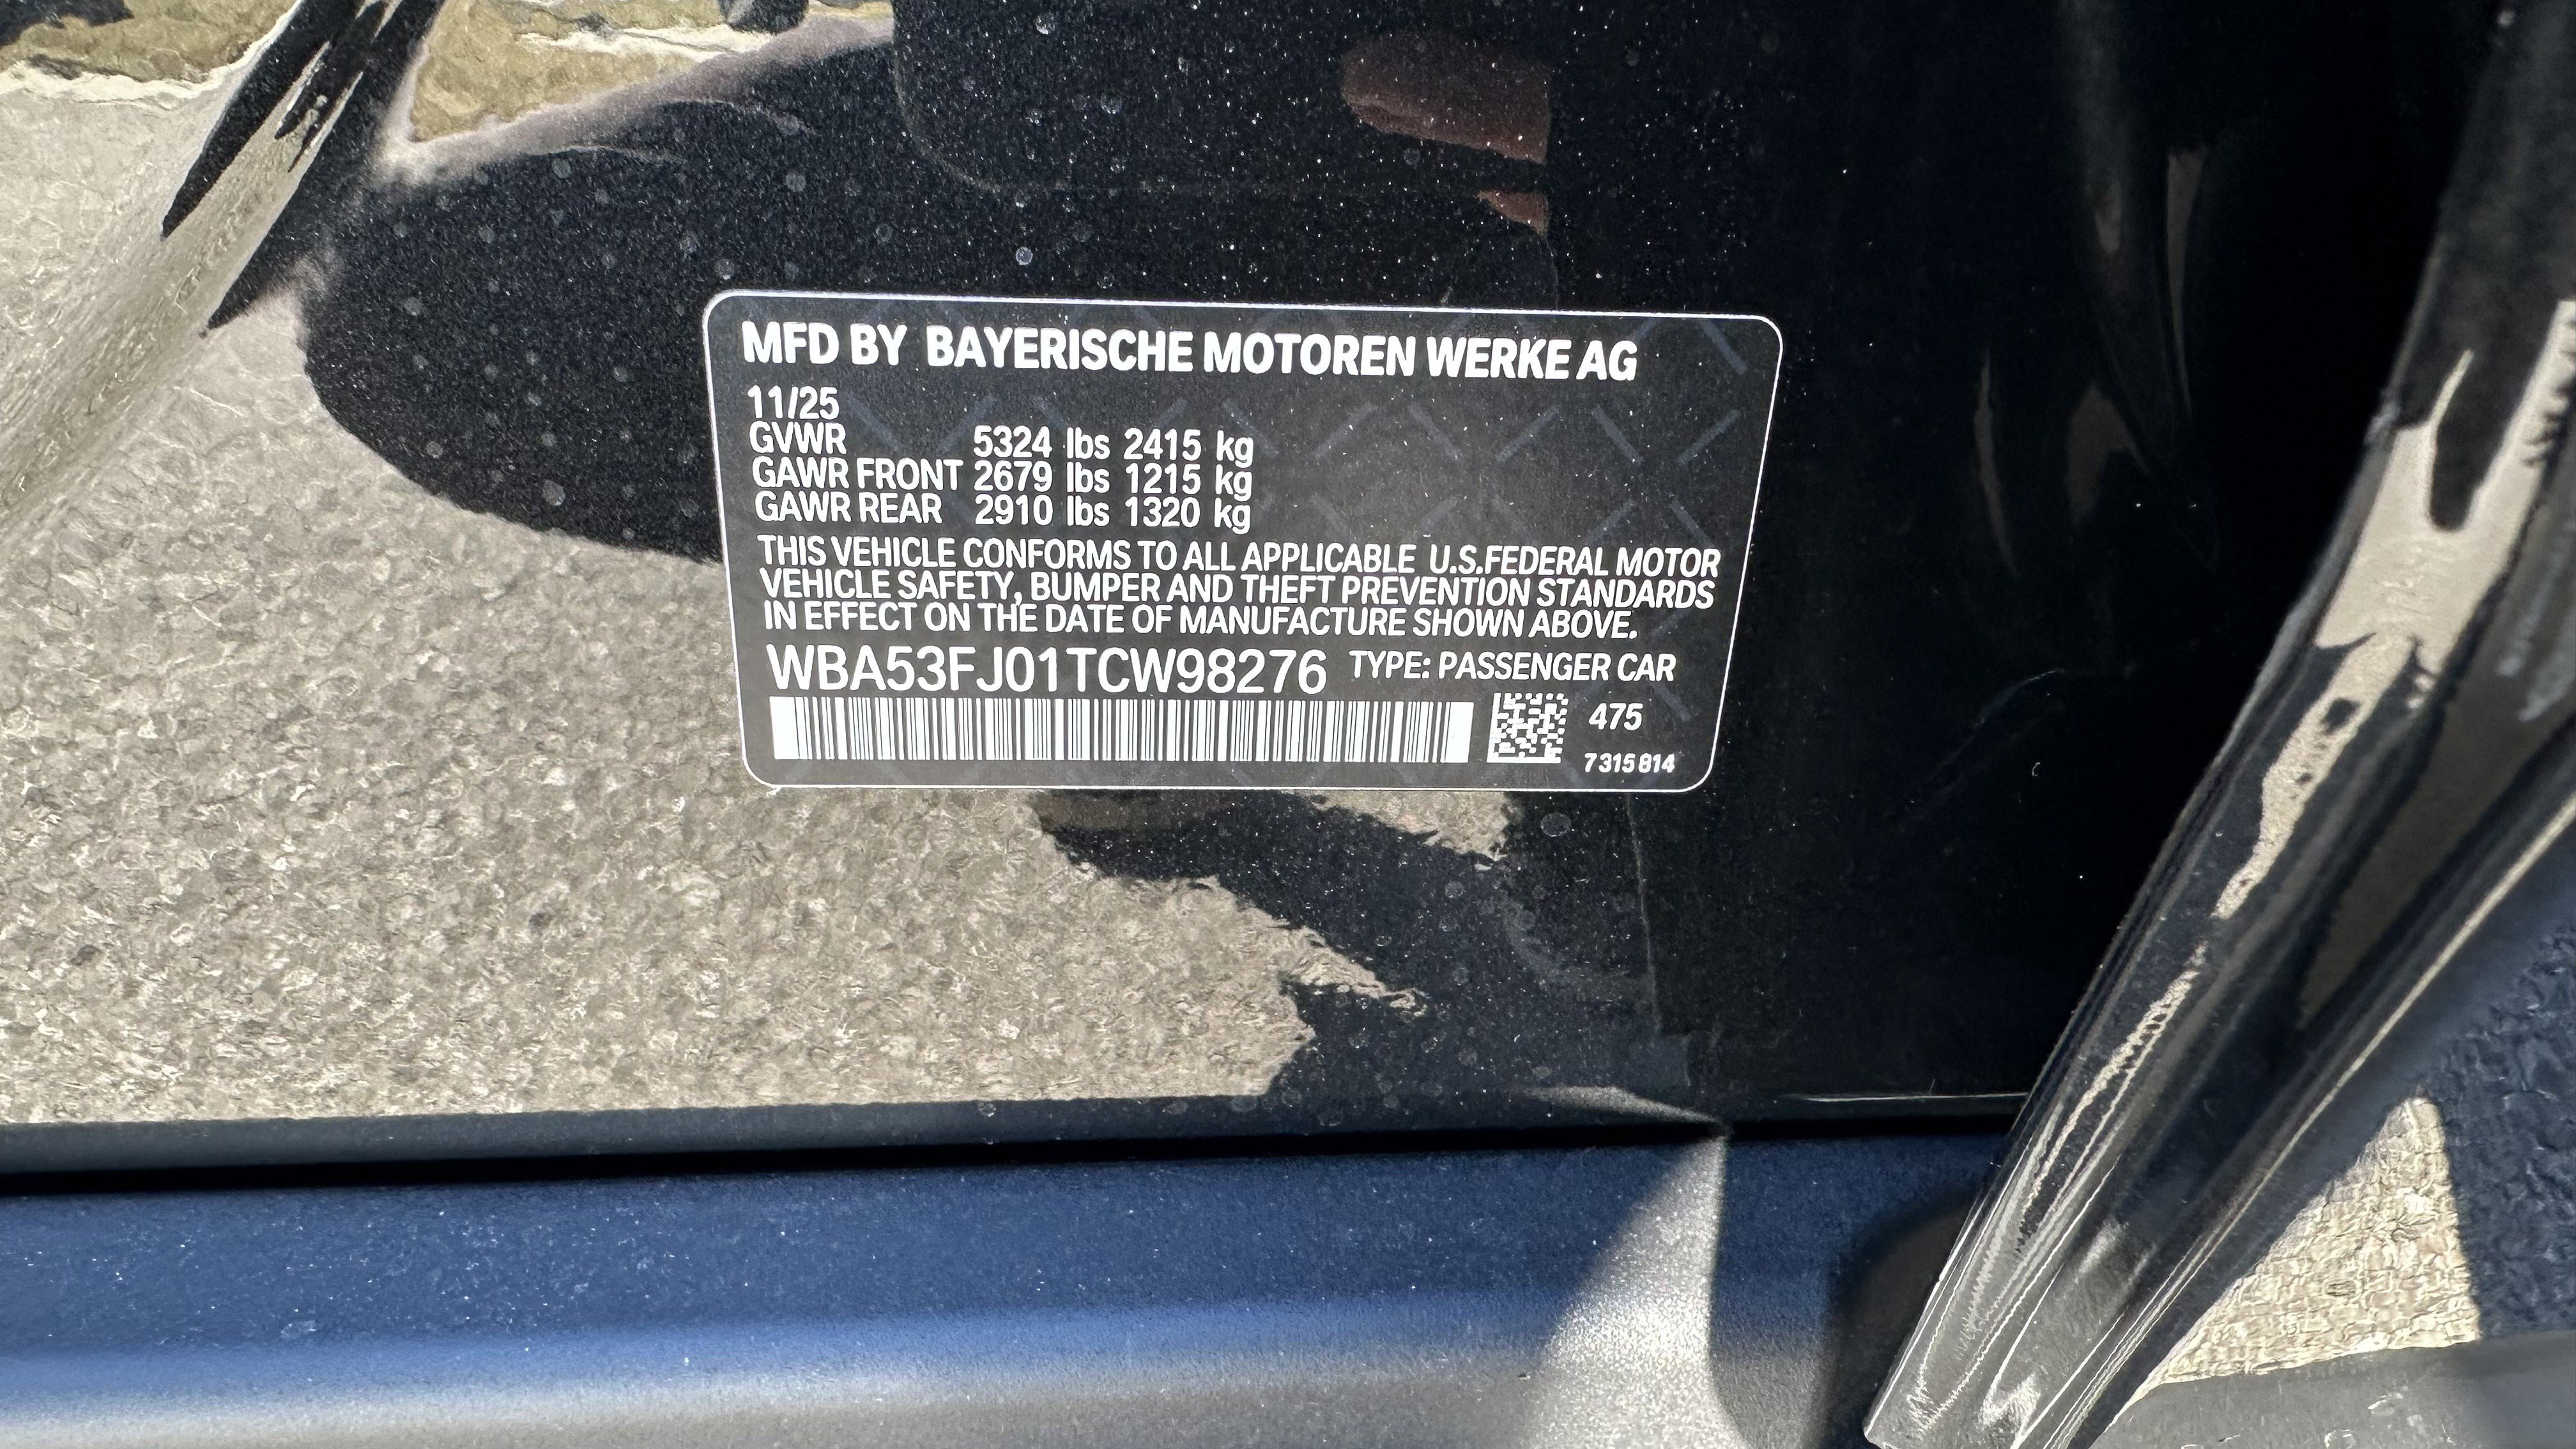 MFD BY BAYERISCHE MOTOREN WERKE AG
11/25
GVWR 5324 lbs 2415 kg
GAWR FRONT 2679 lbs 1215 kg
GAWR REAR 2910 lbs 1320 kg
THIS VEHICLE CONFORMS TO ALL APPLICABLE U.S.FEDERAL MOTOR
VEHICLE SAFETY, BUMPER AND THEFT PREVENTION STANDARDS
IN EFFECT ON THE DATE OF MANUFACTURE SHOWN ABOVE.
WBA53FJ01TCW98276 TYPE: PASSENGER CAR
475
7315814